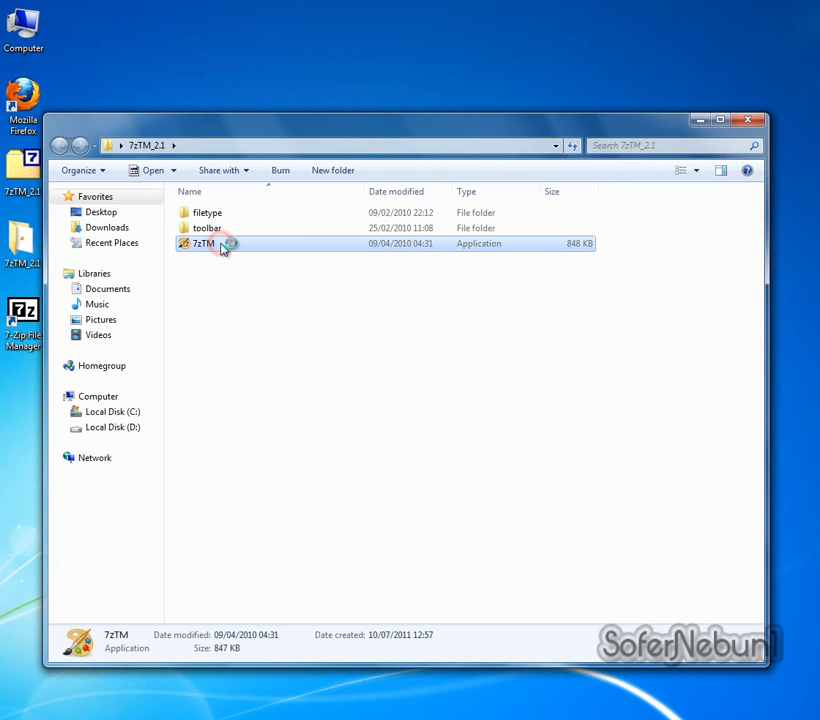 Computer
Mozilla
Firefox
7
7zTM_2.1
7zTM_2.1
7z
7-Zip File
Manager
7zTM_2.1
Search 7zTM_2.1
Organize
Open
Share with
Burn
New folder
Name
Date modified
Type
Size
Favorites
Desktop
Downloads
Recent Places
Libraries
Documents
Music
Pictures
Videos
Homegroup
Computer
Local Disk (C:)
Local Disk (D:)
Network
filetype
09/02/2010 22:12
File folder
toolbar
25/02/2010 11:08
File folder
7zTM
09/04/2010 04:31
Application
848 KB
7zTM
Date modified: 09/04/2010 04:31
Date created: 10/07/2011 12:57
Application
Size: 847 KB
SoferNebun1